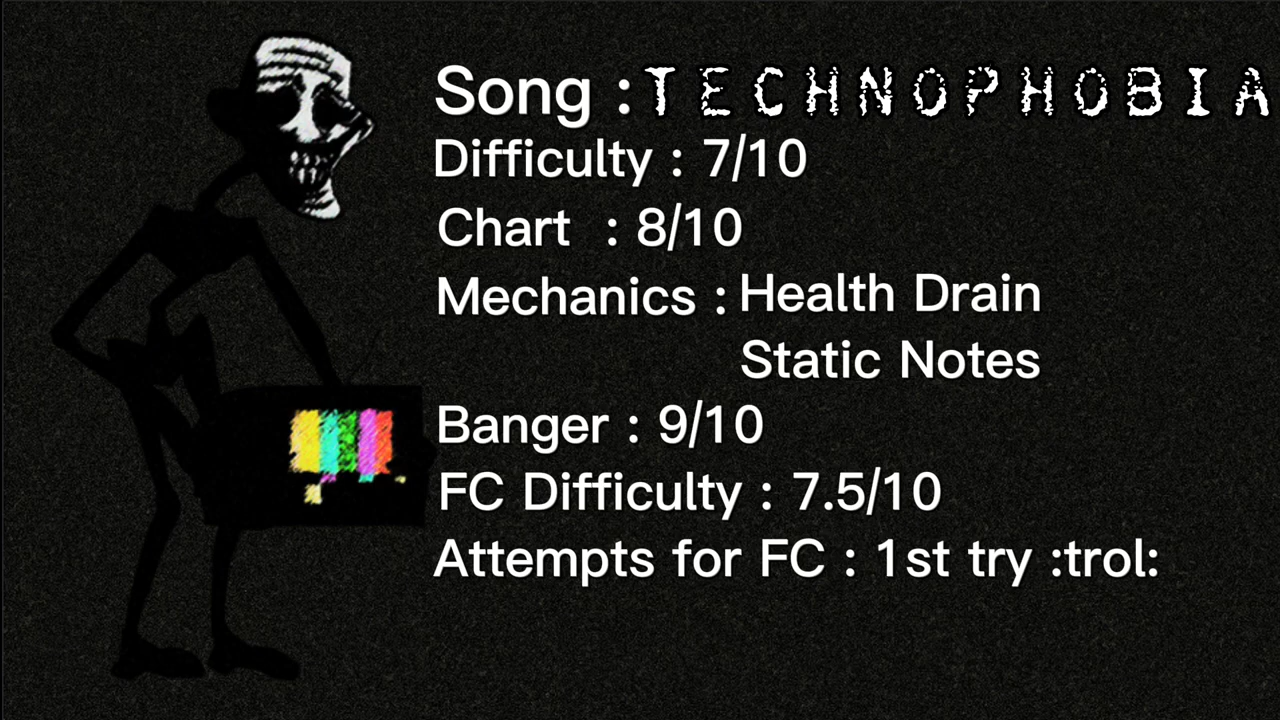 Song : TECHNOPHOBIA
Difficulty : 7/10
Chart : 8/10
Mechanics : Health Drain
Static Notes
Banger : 9/10
FC Difficulty : 7.5/10
Attempts for FC : 1st try :trol: